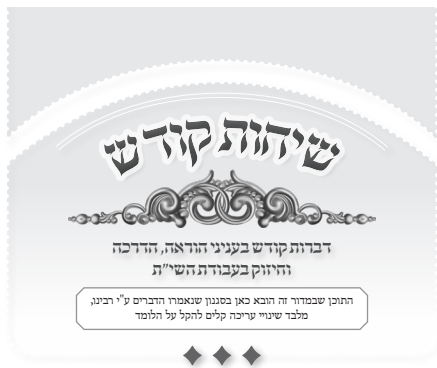 שיחות קודש
דברות קודש בעניני הוראה, הדרכה
וחיזוק בעבודת השי"ת
התוכן שבמדור זה הובא כאן בסגנון שנאמרו הדברים ע"י רבינו,
מלבד שינויי עריכה קלים להקל על הלומד